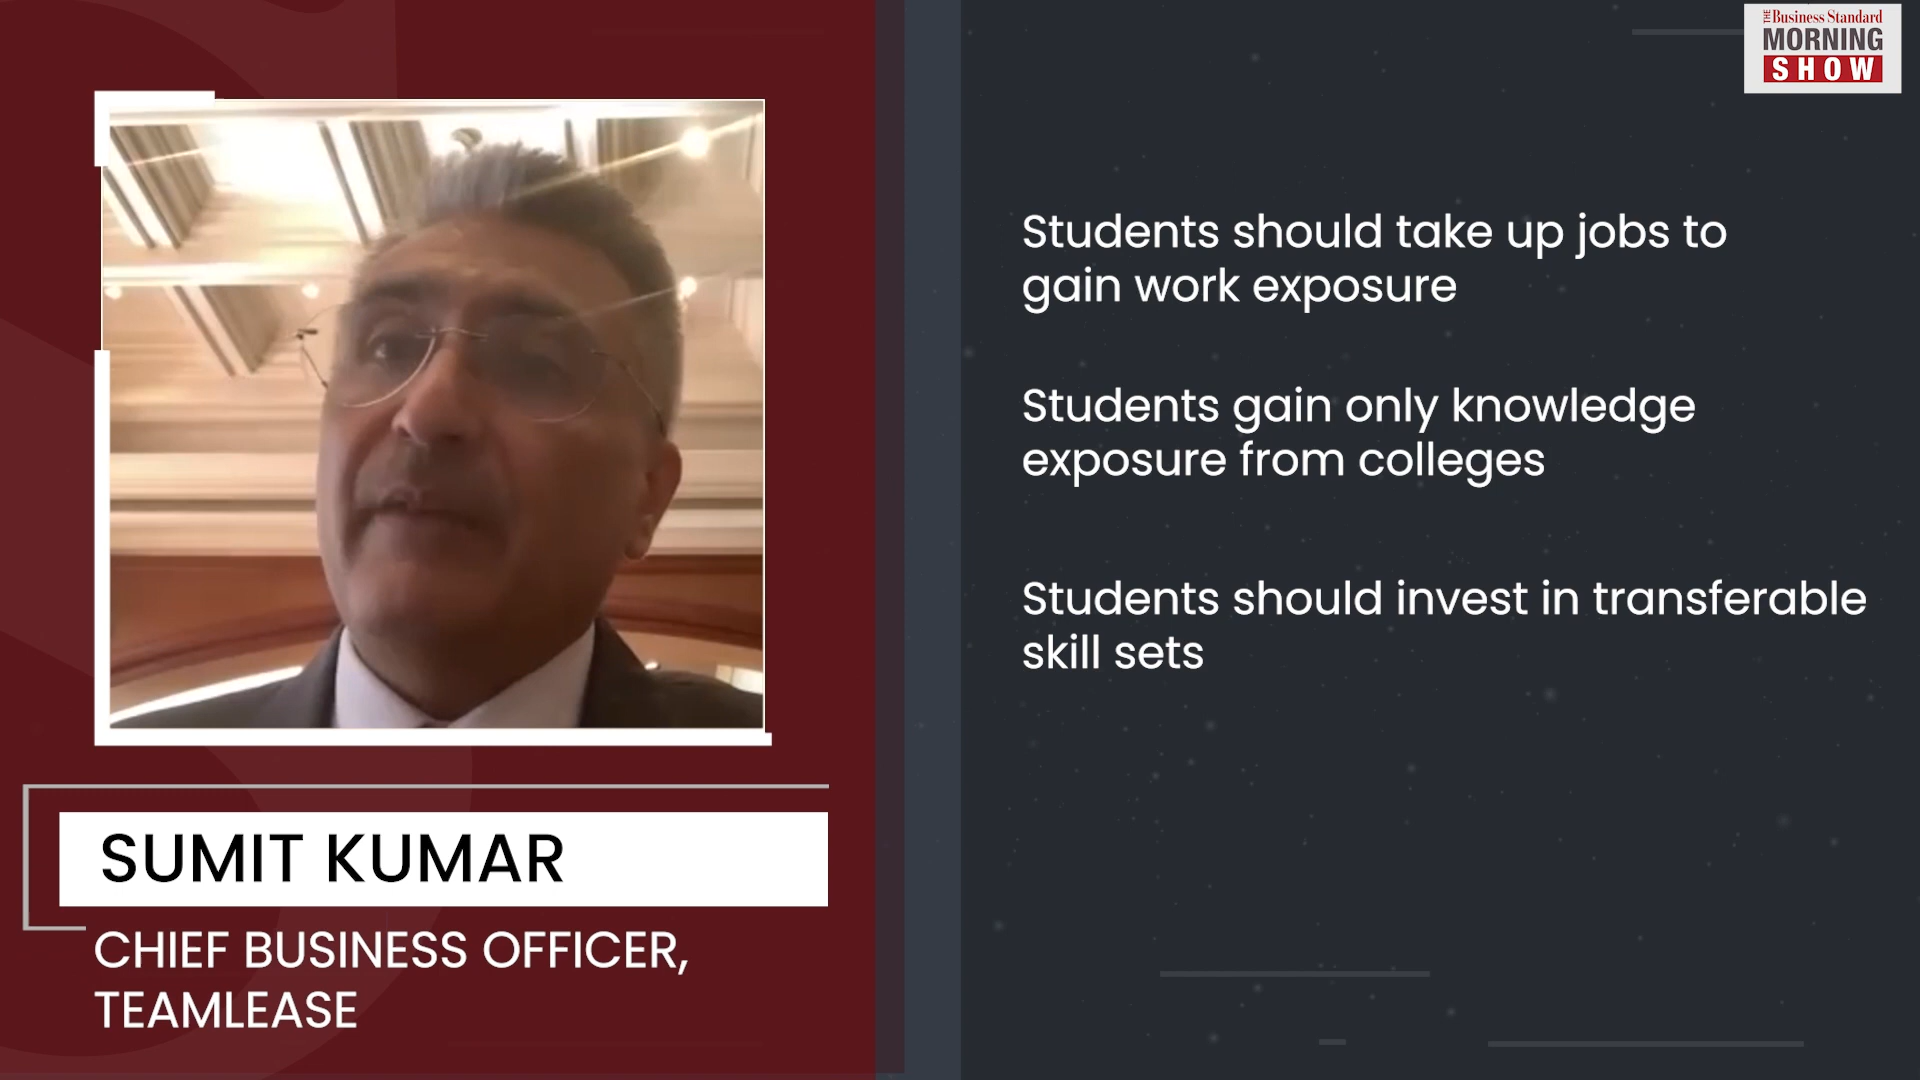 THE Business Standard
MORNING
SHOW
Students should take up jobs to
gain work exposure
Students gain only knowledge
exposure from colleges
Students should invest in transferable
skill sets
SUMIT KUMAR
CHIEF BUSINESS OFFICER,
TEAMLEASE